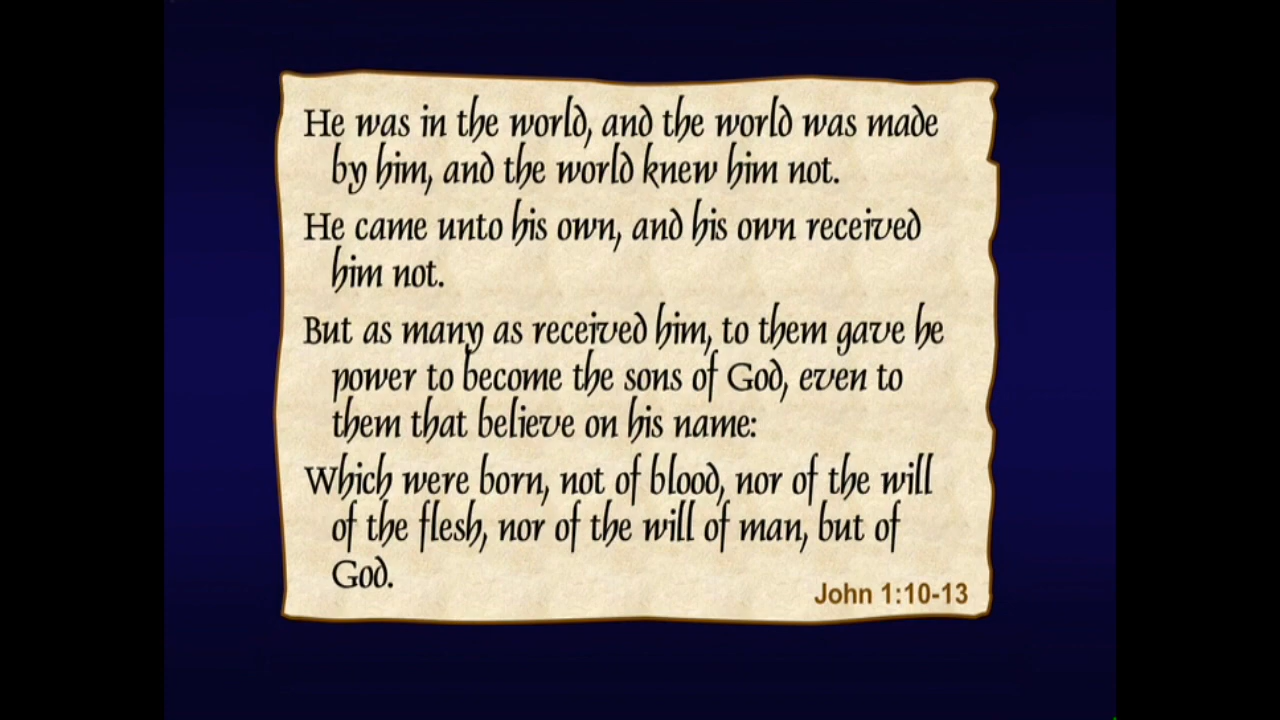 He was in the world, and the world was made
by him, and the world knew him not.
He came unto his own, and his own received
him not.
But as many as received him, to them gave he
power to become the sons of God, even to
them that believe on his name:
Which were born, not of blood, nor of the will
of the flesh, nor of the will of man, but of
God.
John 1:10-13